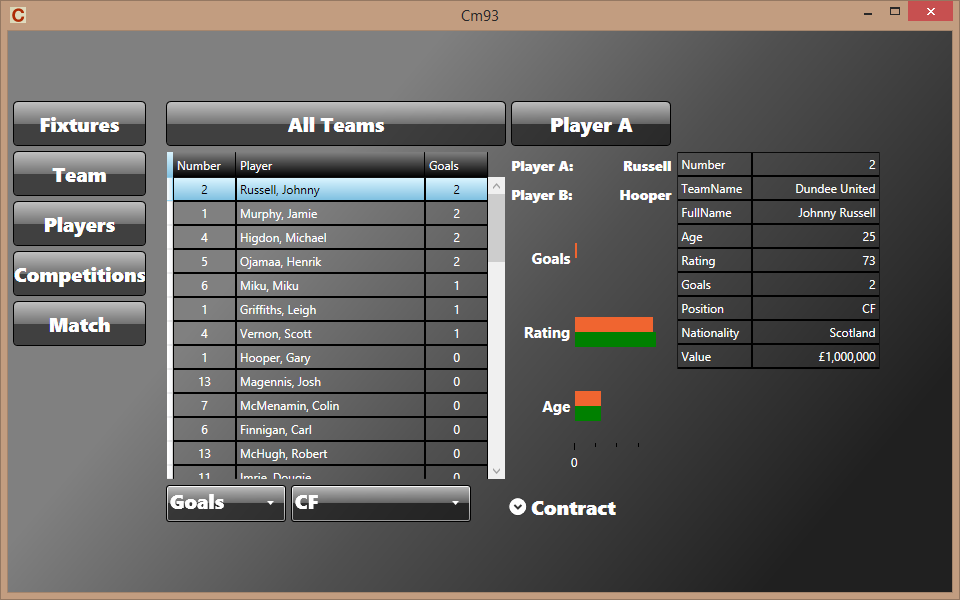 C
Cm93
Fixtures
Team
Players
Competitions
Match
All Teams
Player A
Number Player Goals
2 Russell, Johnny 2
1 Murphy, Jamie 2
4 Higdon, Michael 2
5 Ojamaa, Henrik 2
6 Miku, Miku 1
1 Griffiths, Leigh 1
4 Vernon, Scott 1
1 Hooper, Gary 0
13 Magennis, Josh 0
7 McMenamin, Colin 0
6 Finnigan, Carl 0
13 McHugh, Robert 0
11 Imrie, Dougie 0
Goals
CF
Player A: Russell
Player B: Hooper
Goals
Rating
Age
0
Contract
Number 2
TeamName Dundee United
FullName Johnny Russell
Age 25
Rating 73
Goals 2
Position CF
Nationality Scotland
Value £1,000,000